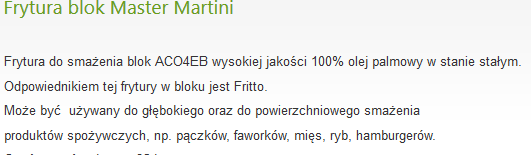 Frytura blok Master Martini
Frytura do smażenia blok ACO4EB wysokiej jakości 100% olej palmowy w stanie stałym.
Odpowiednikiem tej frytury w bloku jest Fritto.
Może być  używany do głębokiego oraz do powierzchniowego smażenia
produktów spożywczych, np. pączków, faworków, mięs, ryb, hamburgerów.